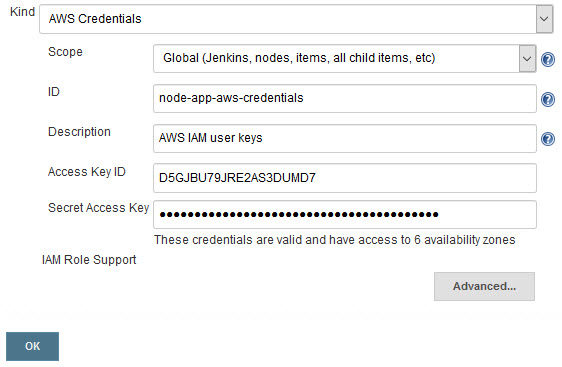 Kind AWS Credentials
Scope Global (Jenkins, nodes, items, all child items, etc)
ID node-app-aws-credentials
Description AWS IAM user keys
Access Key ID D5GJBU79JRE2AS3DUMD7
Secret Access Key ●●●●●●●●●●●●●●●●●●●●●●●●●●●●●●●●●●●●●●●●
These credentials are valid and have access to 6 availability zones
IAM Role Support
Advanced...
OK